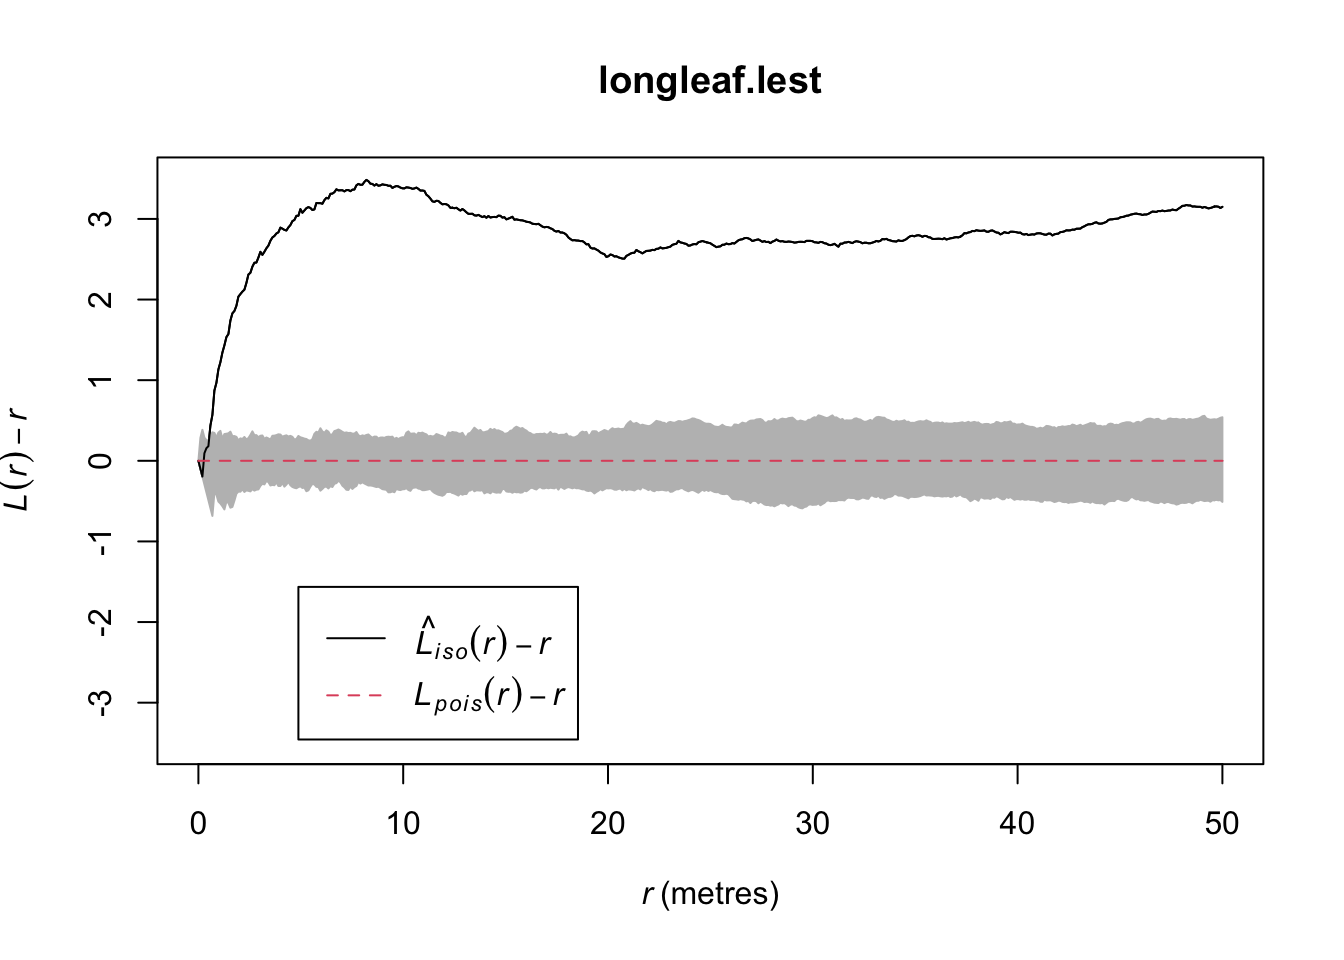 longleaf.lest
L(r) – r
3
2
1
0
-1
-2
-3
L̂iso(r) – r
Lpois(r) – r
0 10 20 30 40 50
r (metres)